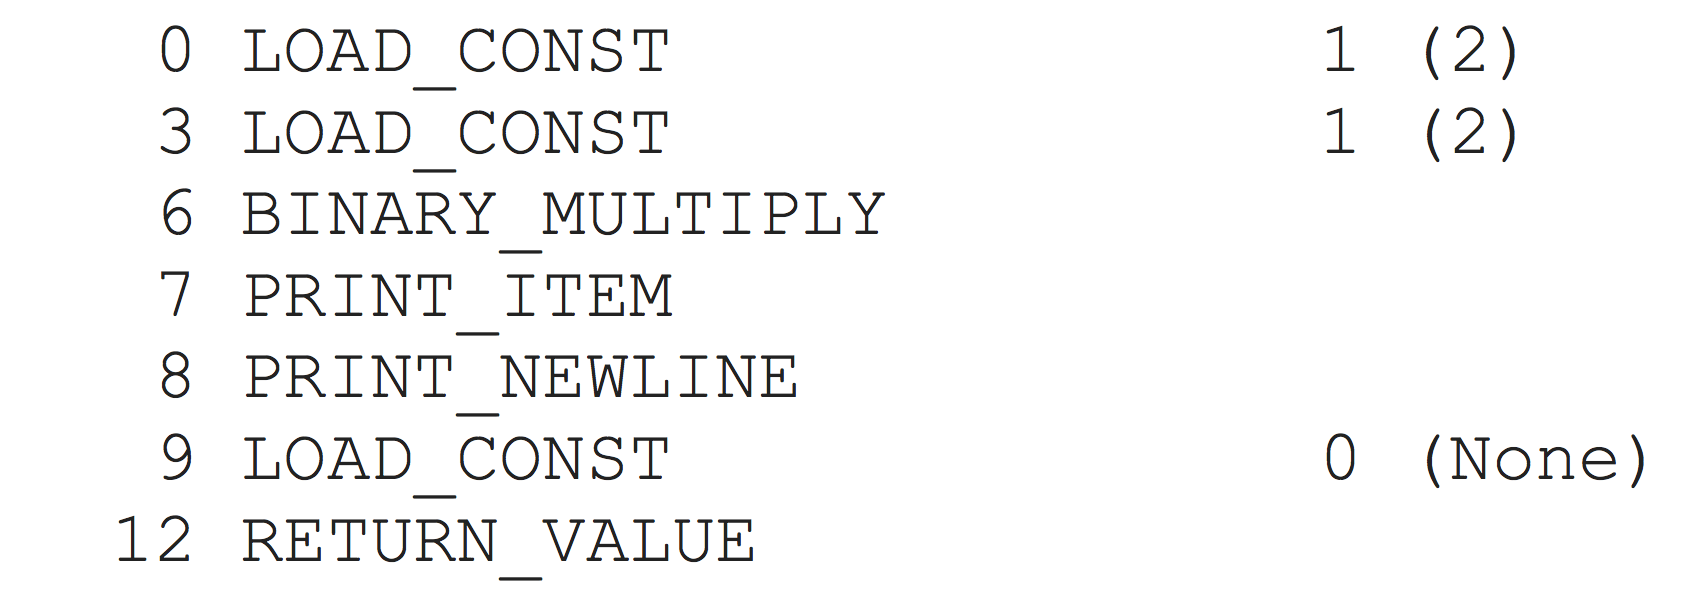 0 LOAD_CONST 1 (2)
3 LOAD_CONST 1 (2)
6 BINARY_MULTIPLY
7 PRINT_ITEM
8 PRINT_NEWLINE
9 LOAD_CONST 0 (None)
12 RETURN_VALUE